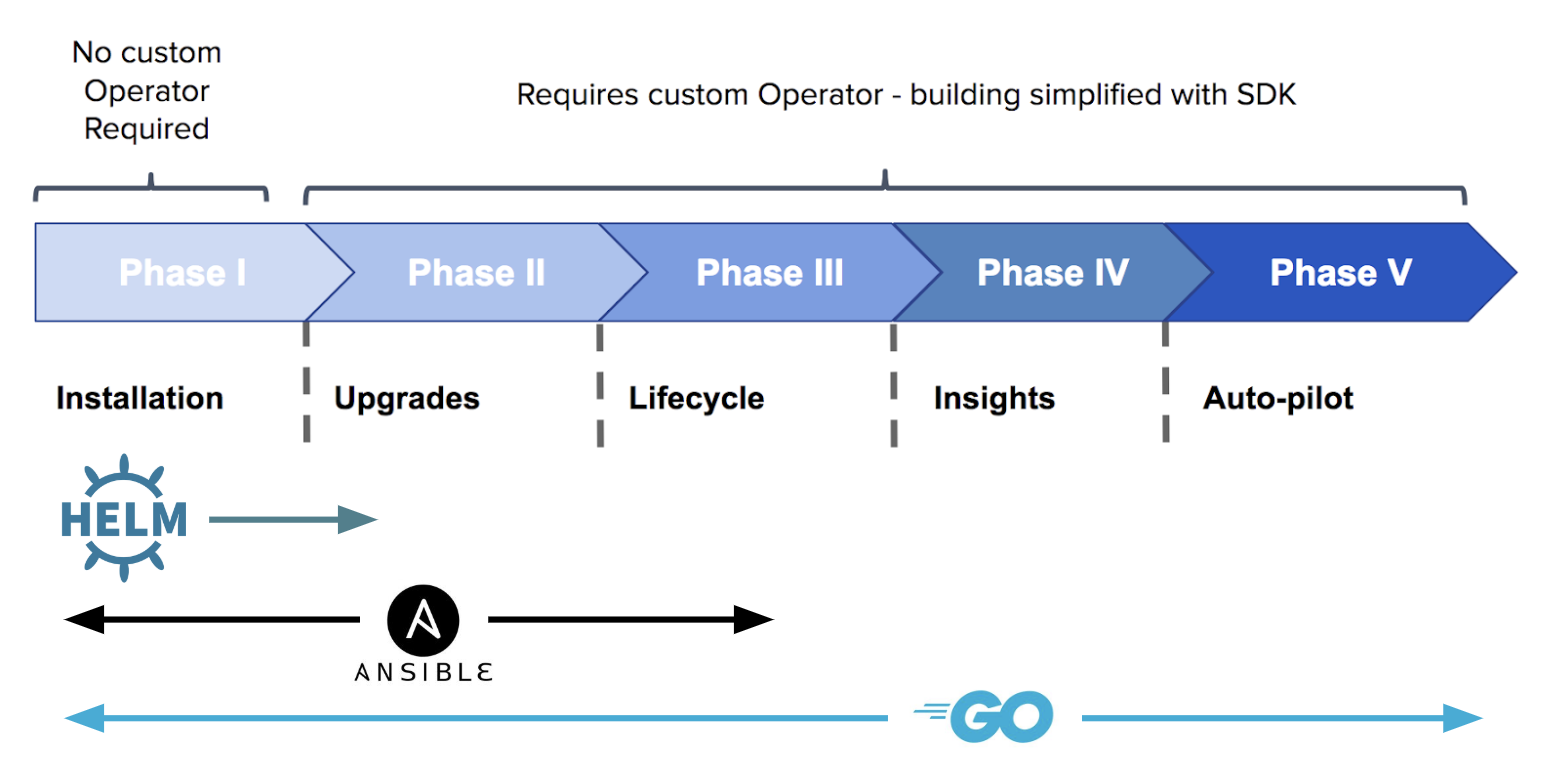 No custom
Operator
Required
Requires custom Operator - building simplified with SDK
Phase I
Phase II
Phase III
Phase IV
Phase V
Installation
Upgrades
Lifecycle
Insights
Auto-pilot
HELM
ANSIBLE
GO